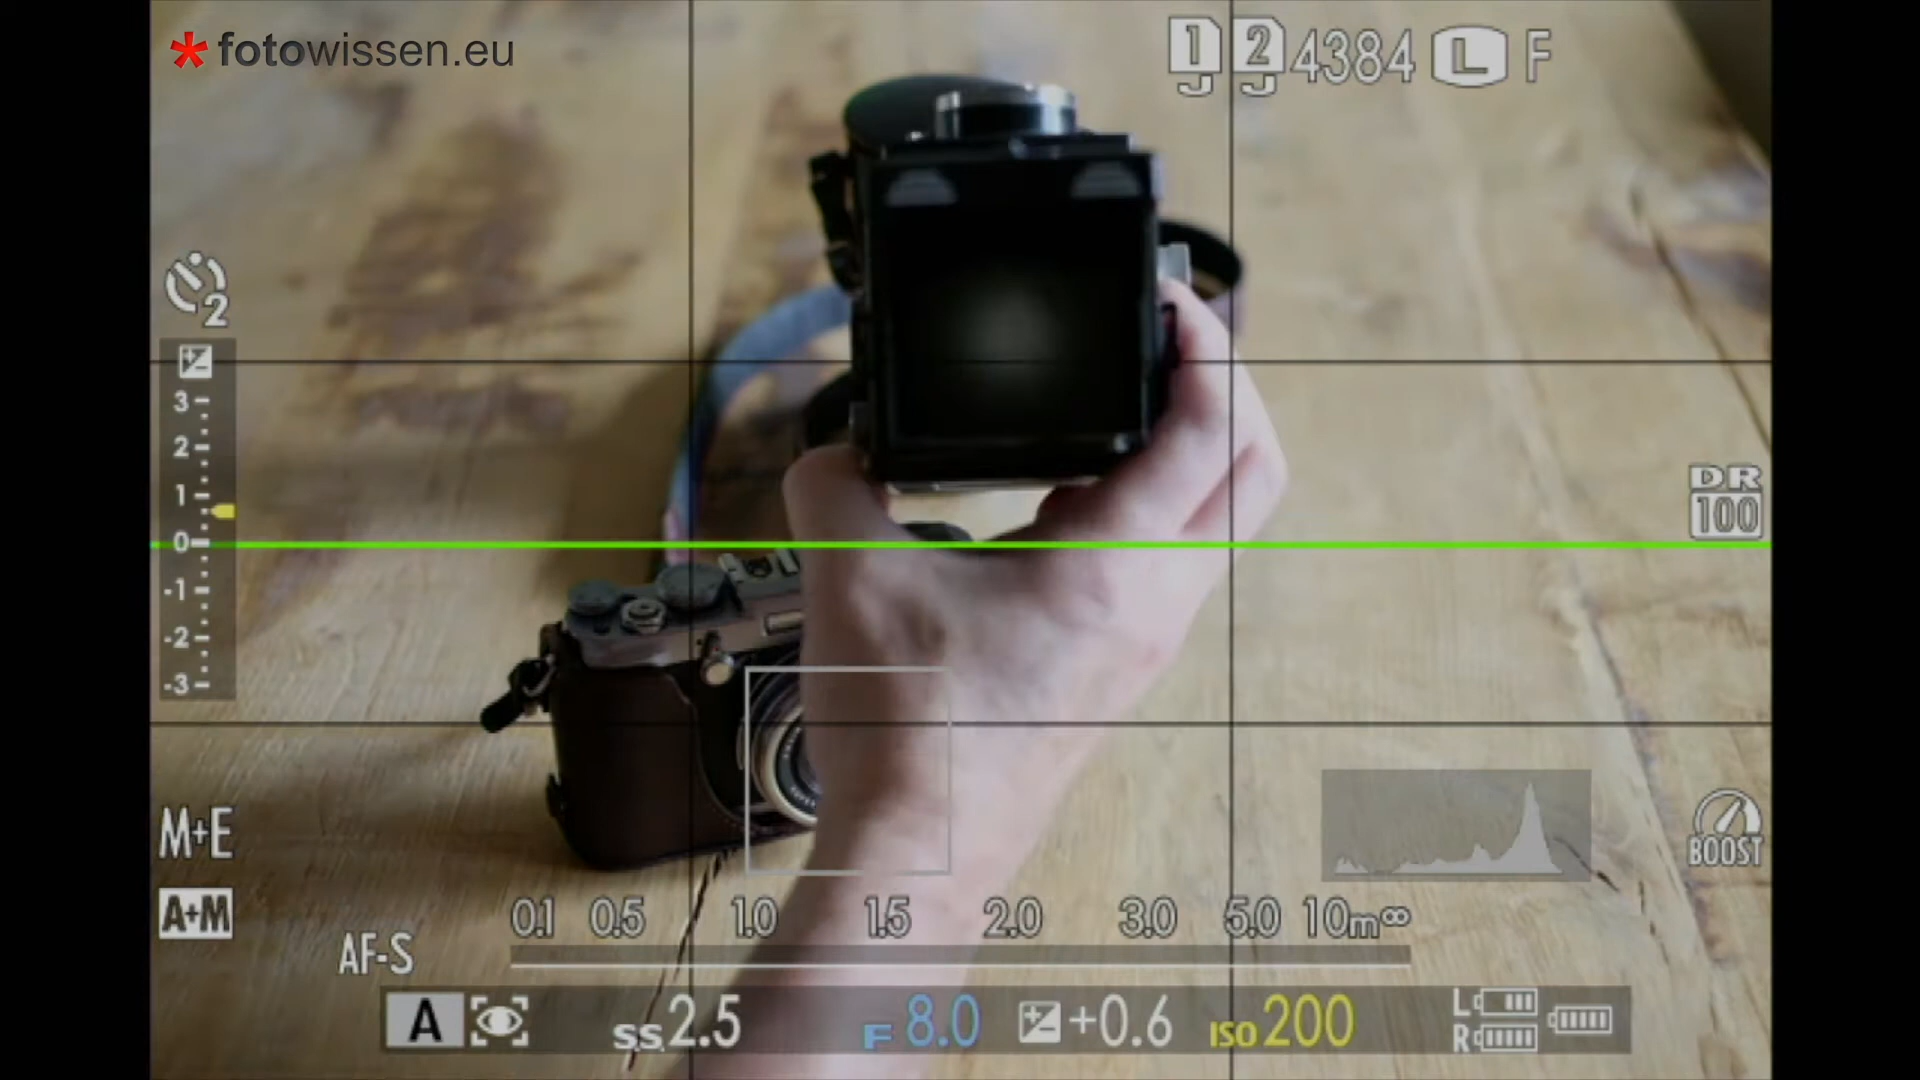 *fotowissen.eu
1 J 2 J 4384 L F
2
3
2
1
0
-1
-2
-3
DR
100
M+E
A+M
BOOST
0.1 0.5 1.0 1.5 2.0 3.0 5.0 10m∞
AF-S
A SS 2.5 F 8.0 +0.6 ISO 200 L
R